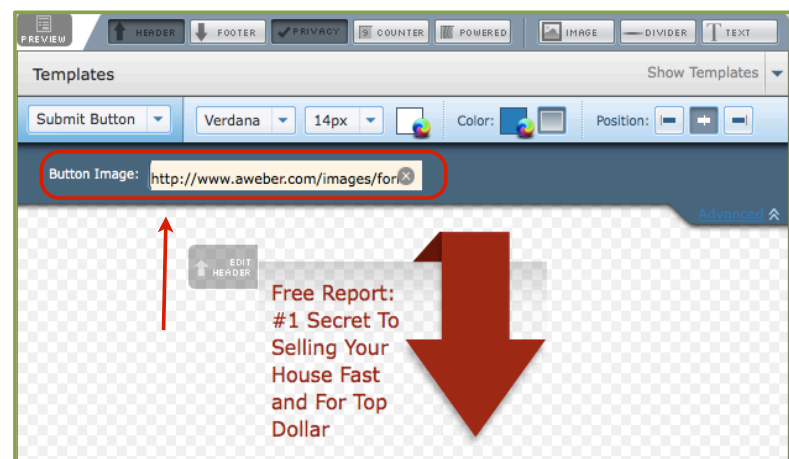 PREVIEW HEADER FOOTER PRIVACY 9 COUNTER POWERED IMAGE DIVIDER T TEXT
Templates Show Templates
Submit Button Verdana 14px Color: Position:
Button Image: http://www.aweber.com/images/for
Advanced
EDIT
HEADER
Free Report:
#1 Secret To
Selling Your
House Fast
and For Top
Dollar